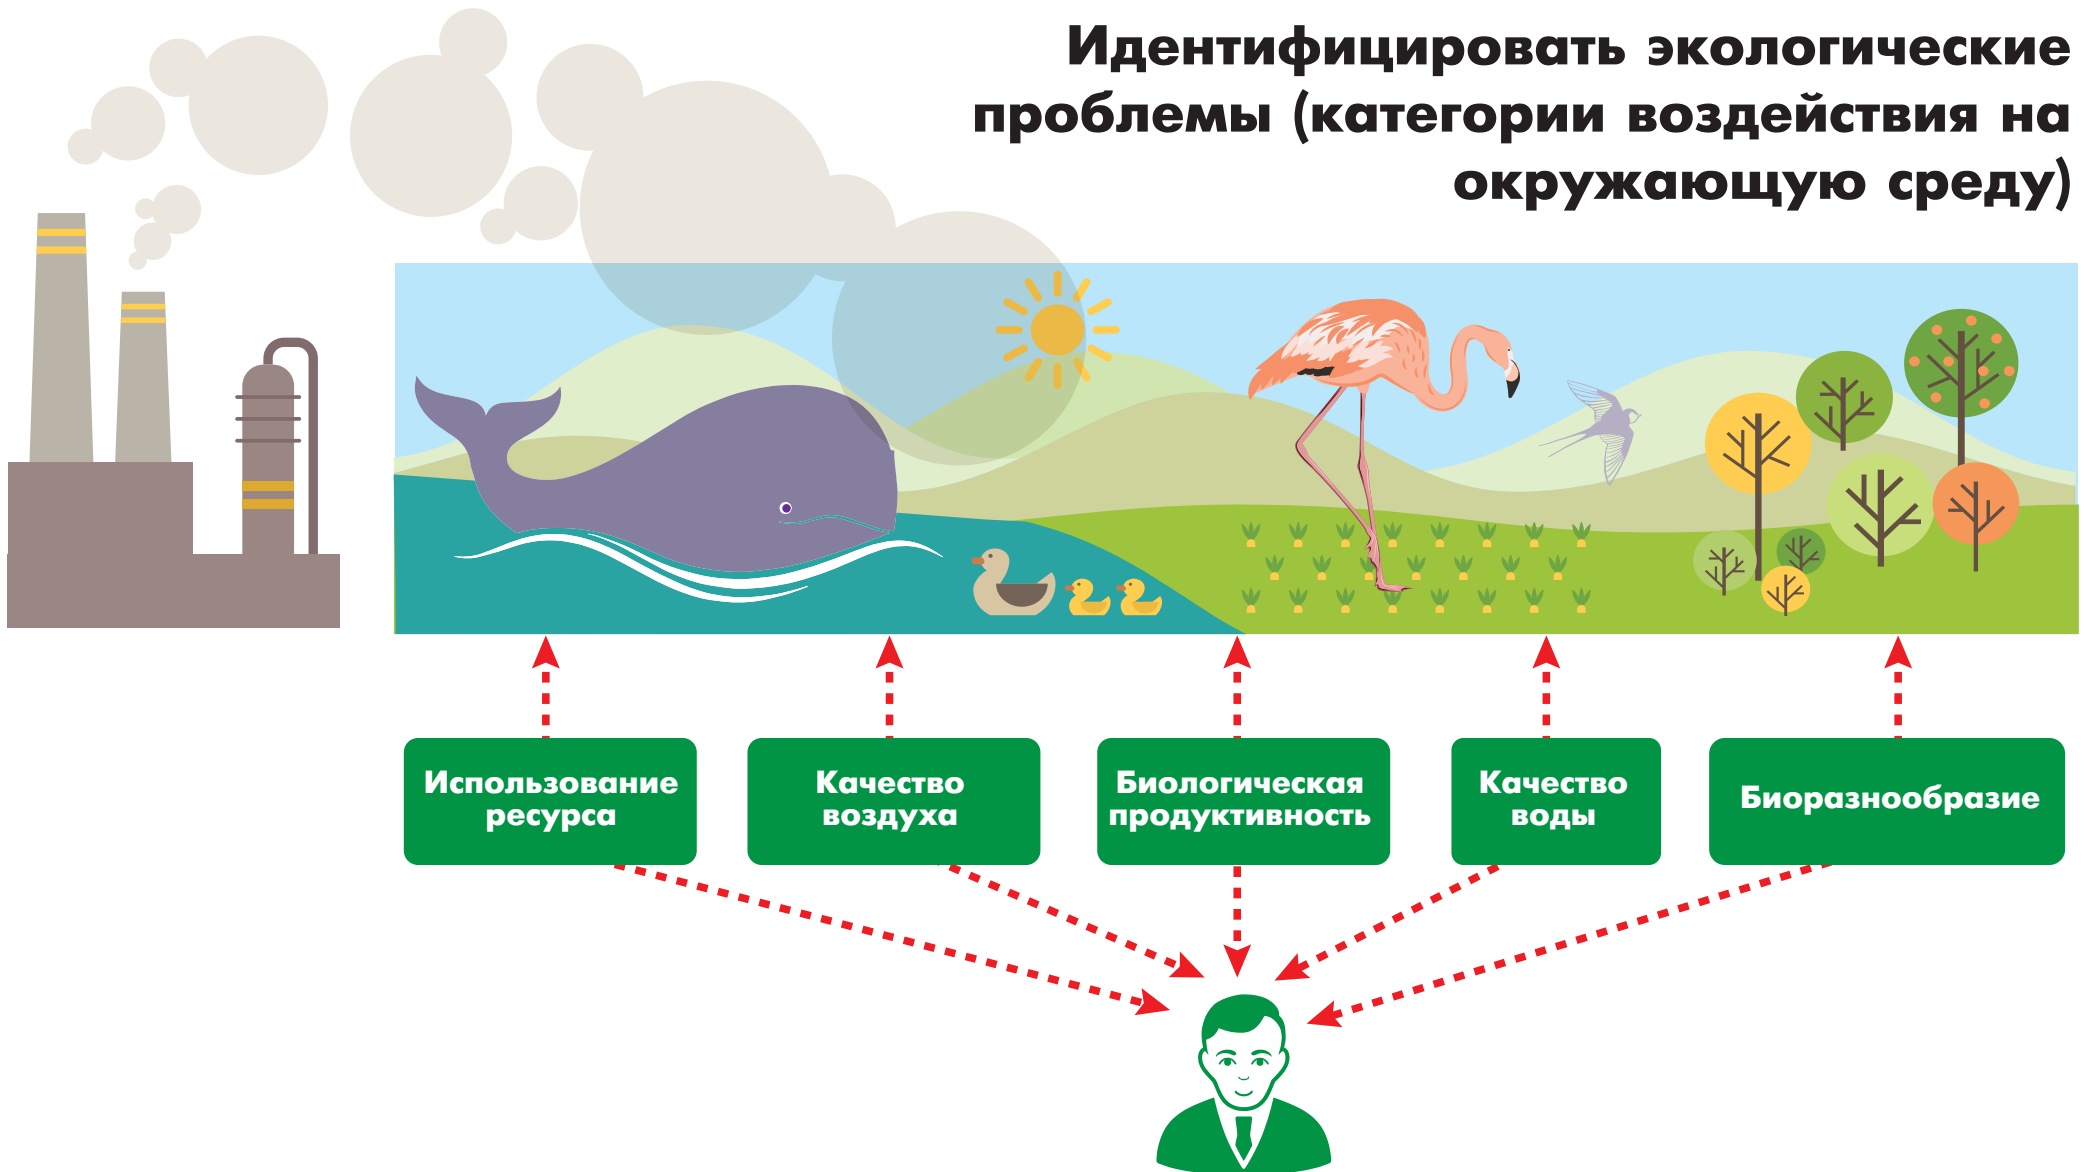 Идентифицировать экологические
проблемы (категории воздействия на
окружающую среду)
Использование
ресурса
Качество
воздуха
Биологическая
продуктивность
Качество
воды
Биоразнообразие